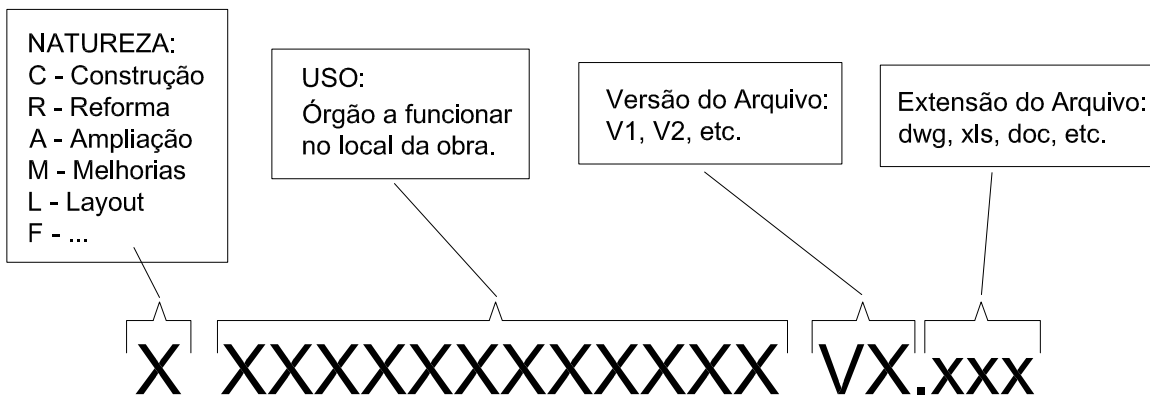 NATUREZA:
C - Construção
R - Reforma
A - Ampliação
M - Melhorias
L - Layout
F - ...
USO:
Órgão a funcionar
no local da obra.
Versão do Arquivo:
V1, V2, etc.
Extensão do Arquivo:
dwg, xls, doc, etc.
X XXXXXXXXXXXX VX.xxx